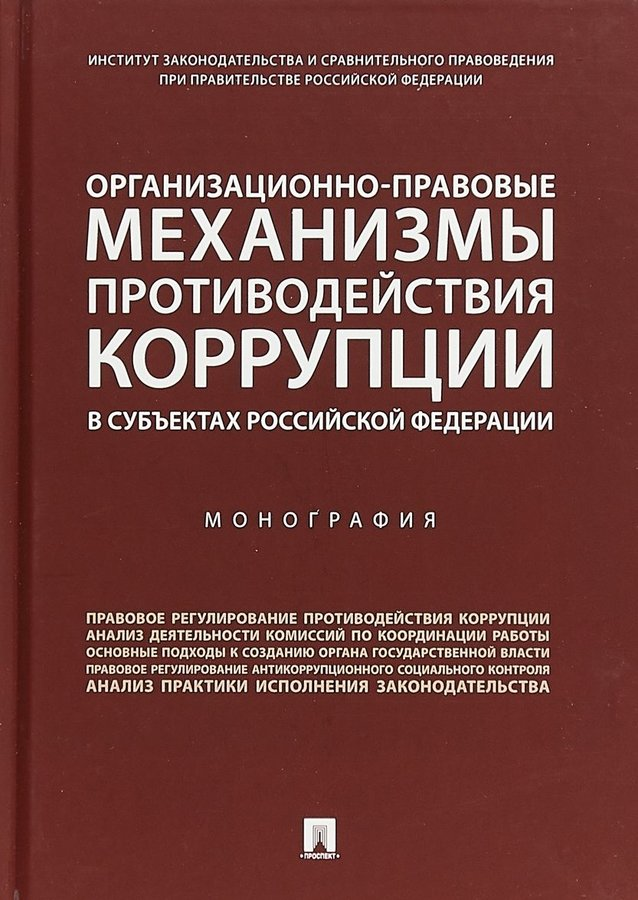 ИНСТИТУТ ЗАКОНОДАТЕЛЬСТВА И СРАВНИТЕЛЬНОГО ПРАВОВЕДЕНИЯ
ПРИ ПРАВИТЕЛЬСТВЕ РОССИЙСКОЙ ФЕДЕРАЦИИ
ОРГАНИЗАЦИОННО-ПРАВОВЫЕ
МЕХАНИЗМЫ
ПРОТИВОДЕЙСТВИЯ
КОРРУПЦИИ
В СУБЪЕКТАХ РОССИЙСКОЙ ФЕДЕРАЦИИ
МОНОГРАФИЯ
ПРАВОВОЕ РЕГУЛИРОВАНИЕ ПРОТИВОДЕЙСТВИЯ КОРРУПЦИИ
АНАЛИЗ ДЕЯТЕЛЬНОСТИ КОМИССИЙ ПО КООРДИНАЦИИ РАБОТЫ
ОСНОВНЫЕ ПОДХОДЫ К СОЗДАНИЮ ОРГАНА ГОСУДАРСТВЕННОЙ ВЛАСТИ
ПРАВОВОЕ РЕГУЛИРОВАНИЕ АНТИКОРРУПЦИОННОГО СОЦИАЛЬНОГО КОНТРОЛЯ
АНАЛИЗ ПРАКТИКИ ИСПОЛНЕНИЯ ЗАКОНОДАТЕЛЬСТВА
ПРОСПЕКТ